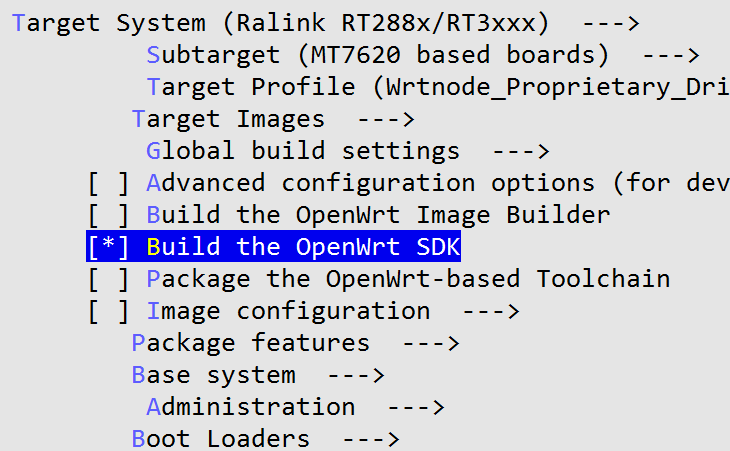 Target System (Ralink RT288x/RT3xxx)  --->
Subtarget (MT7620 based boards)  --->
Target Profile (Wrtnode_Proprietary_Dri
Target Images  --->
Global build settings  --->
[ ] Advanced configuration options (for dev
[ ] Build the OpenWrt Image Builder
[*] Build the OpenWrt SDK
[ ] Package the OpenWrt-based Toolchain
[ ] Image configuration  --->
Package features  --->
Base system  --->
Administration  --->
Boot Loaders  --->